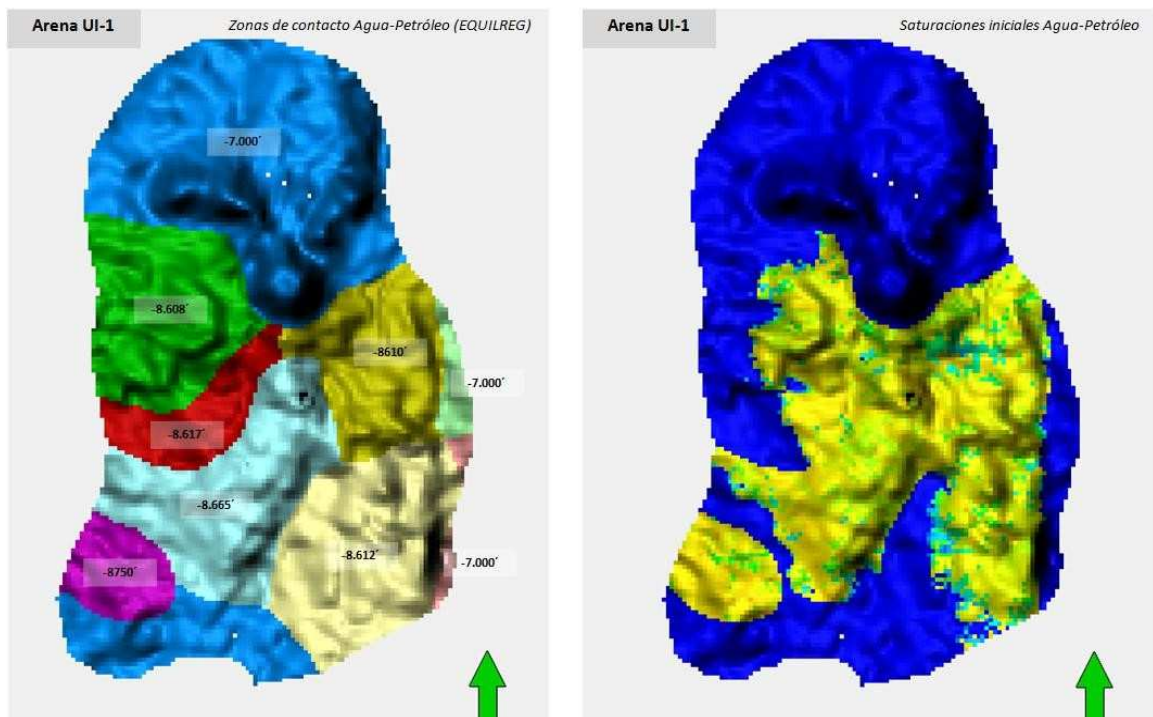 Arena UI-1
Zonas de contacto Agua-Petróleo (EQUILREG)
-7.000´
-8.608´
-8610´
-7.000´
-8.617´
-8.665´
-8.612´
-7.000´
-8750´
Arena UI-1
Saturaciones iniciales Agua-Petróleo